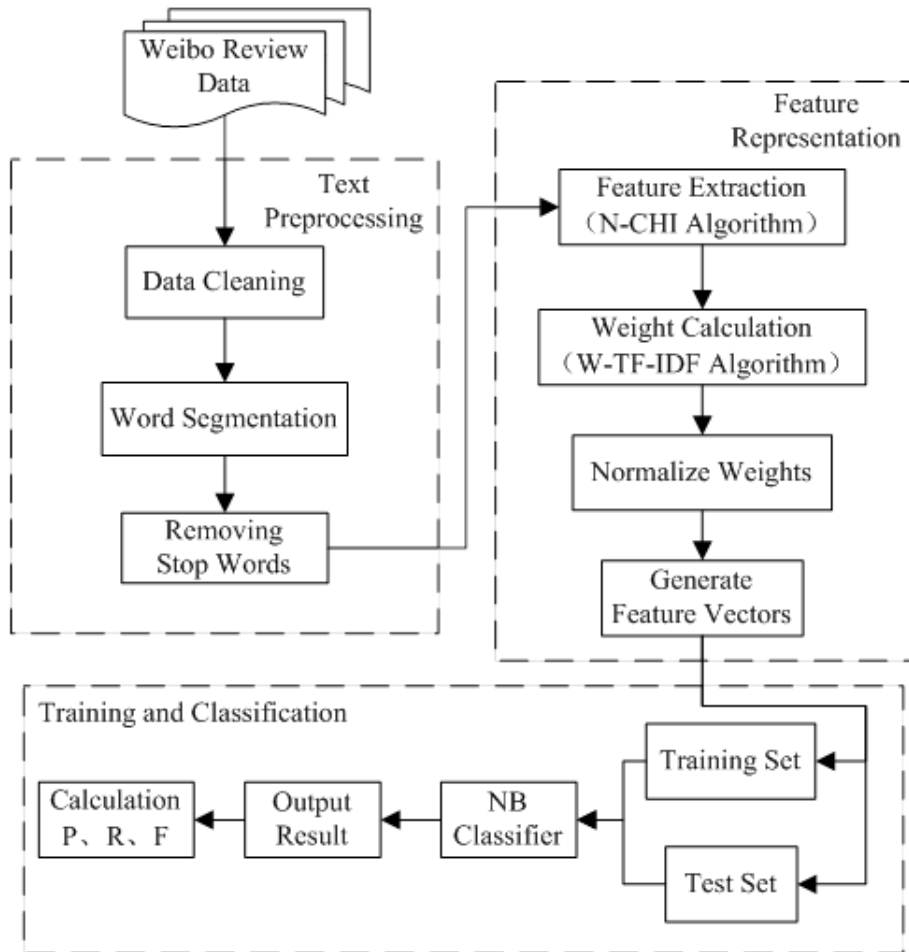 Weibo Review
Data
Text
Preprocessing
Data Cleaning
Word Segmentation
Removing
Stop Words
Feature
Representation
Feature Extraction
（N-CHI Algorithm）
Weight Calculation
（W-TF-IDF Algorithm）
Normalize Weights
Generate
Feature Vectors
Training and Classification
Training Set
Test Set
NB
Classifier
Output
Result
Calculation
P、R、F